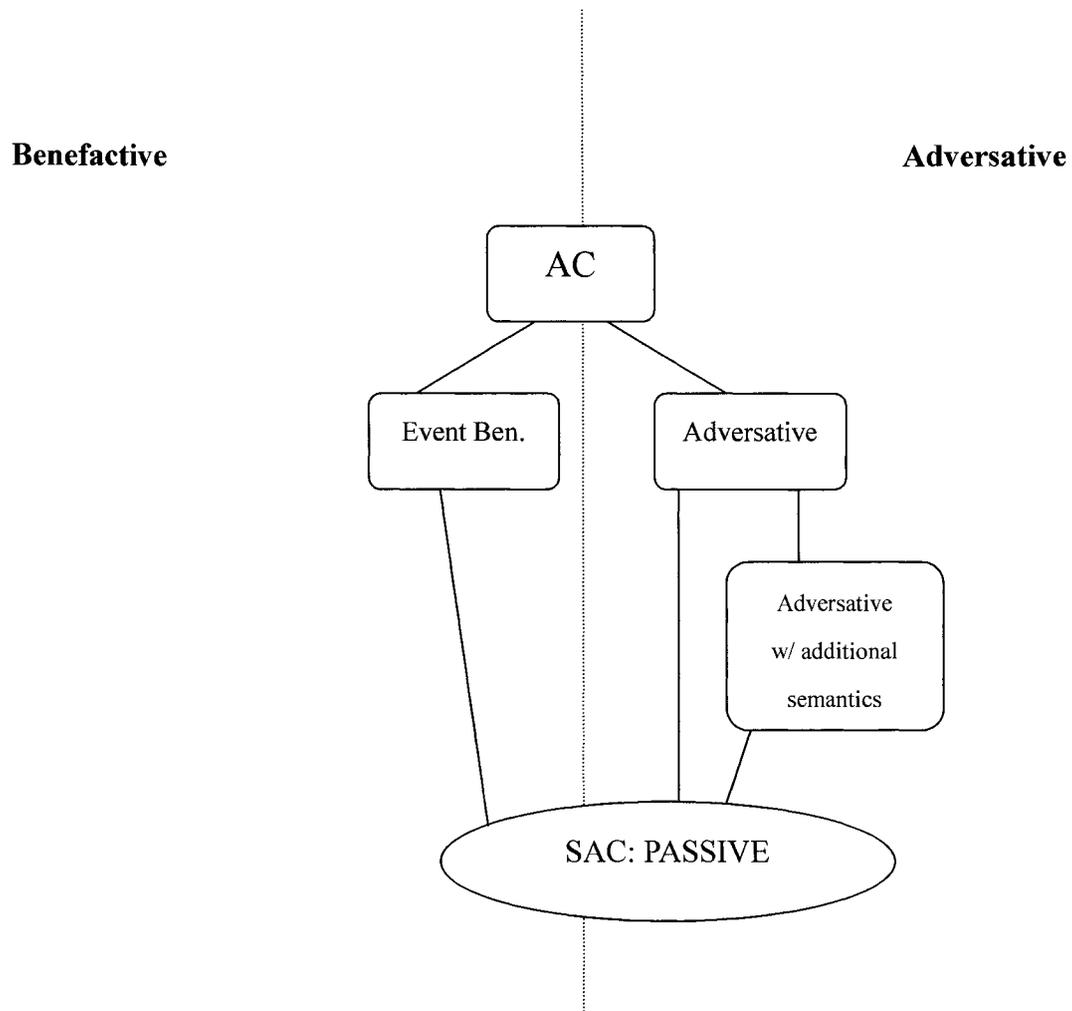 Benefactive
Adversative
AC
Event Ben.
Adversative
Adversative
w/ additional
semantics
SAC: PASSIVE